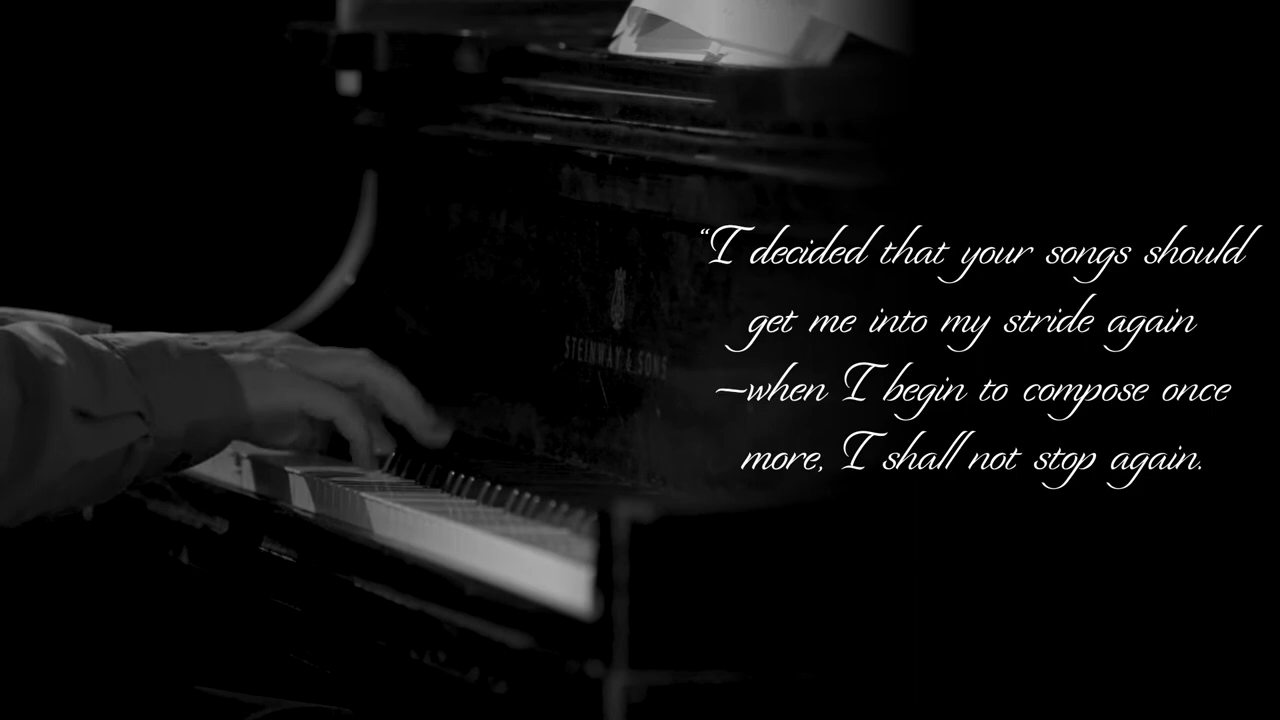 STEINWAY & SONS
“I decided that your songs should
get me into my stride again
—when I begin to compose once
more, I shall not stop again.